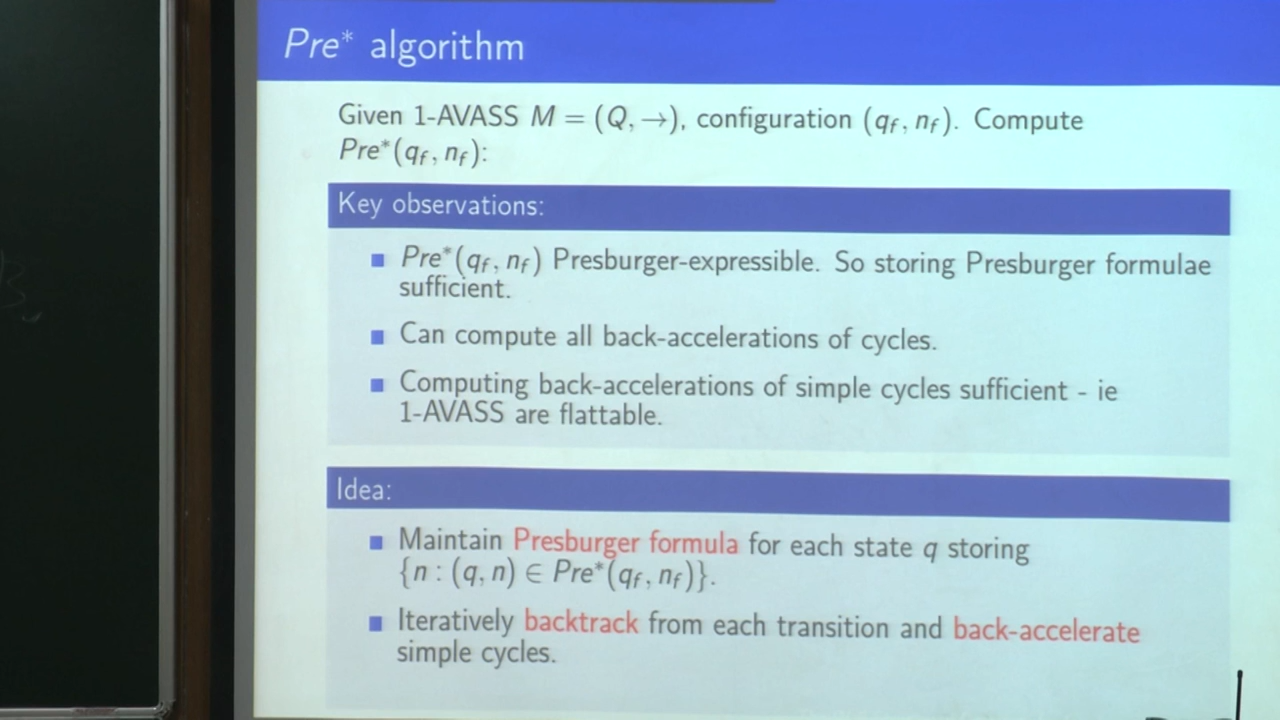 Pre* algorithm
Given 1-AVASS M = (Q, →), configuration (q_f, n_f). Compute
Pre*(q_f, n_f):
Key observations:
Pre*(q_f, n_f) Presburger-expressible. So storing Presburger formulae
sufficient.
Can compute all back-accelerations of cycles.
Computing back-accelerations of simple cycles sufficient - ie
1-AVASS are flattable.
Idea:
Maintain Presburger formula for each state q storing
{n : (q, n) ∈ Pre*(q_f, n_f)}.
Iteratively backtrack from each transition and back-accelerate
simple cycles.